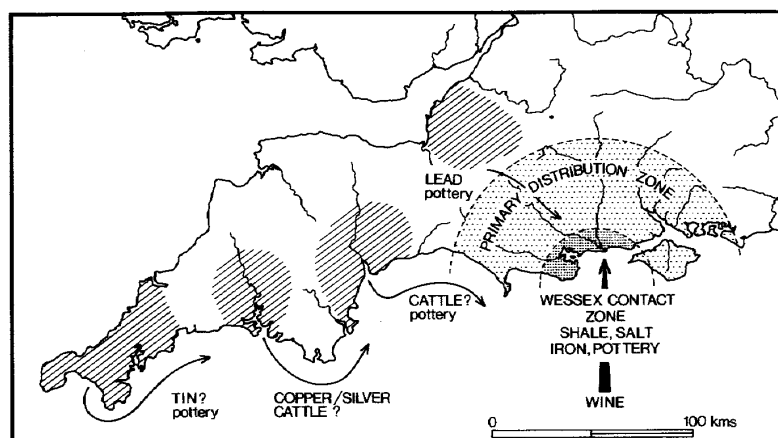 LEAD
pottery
PRIMARY DISTRIBUTION ZONE
CATTLE?
pottery
WESSEX CONTACT
ZONE
SHALE, SALT
IRON, POTTERY
TIN?
pottery
COPPER/SILVER
CATTLE ?
WINE
0 100 kms